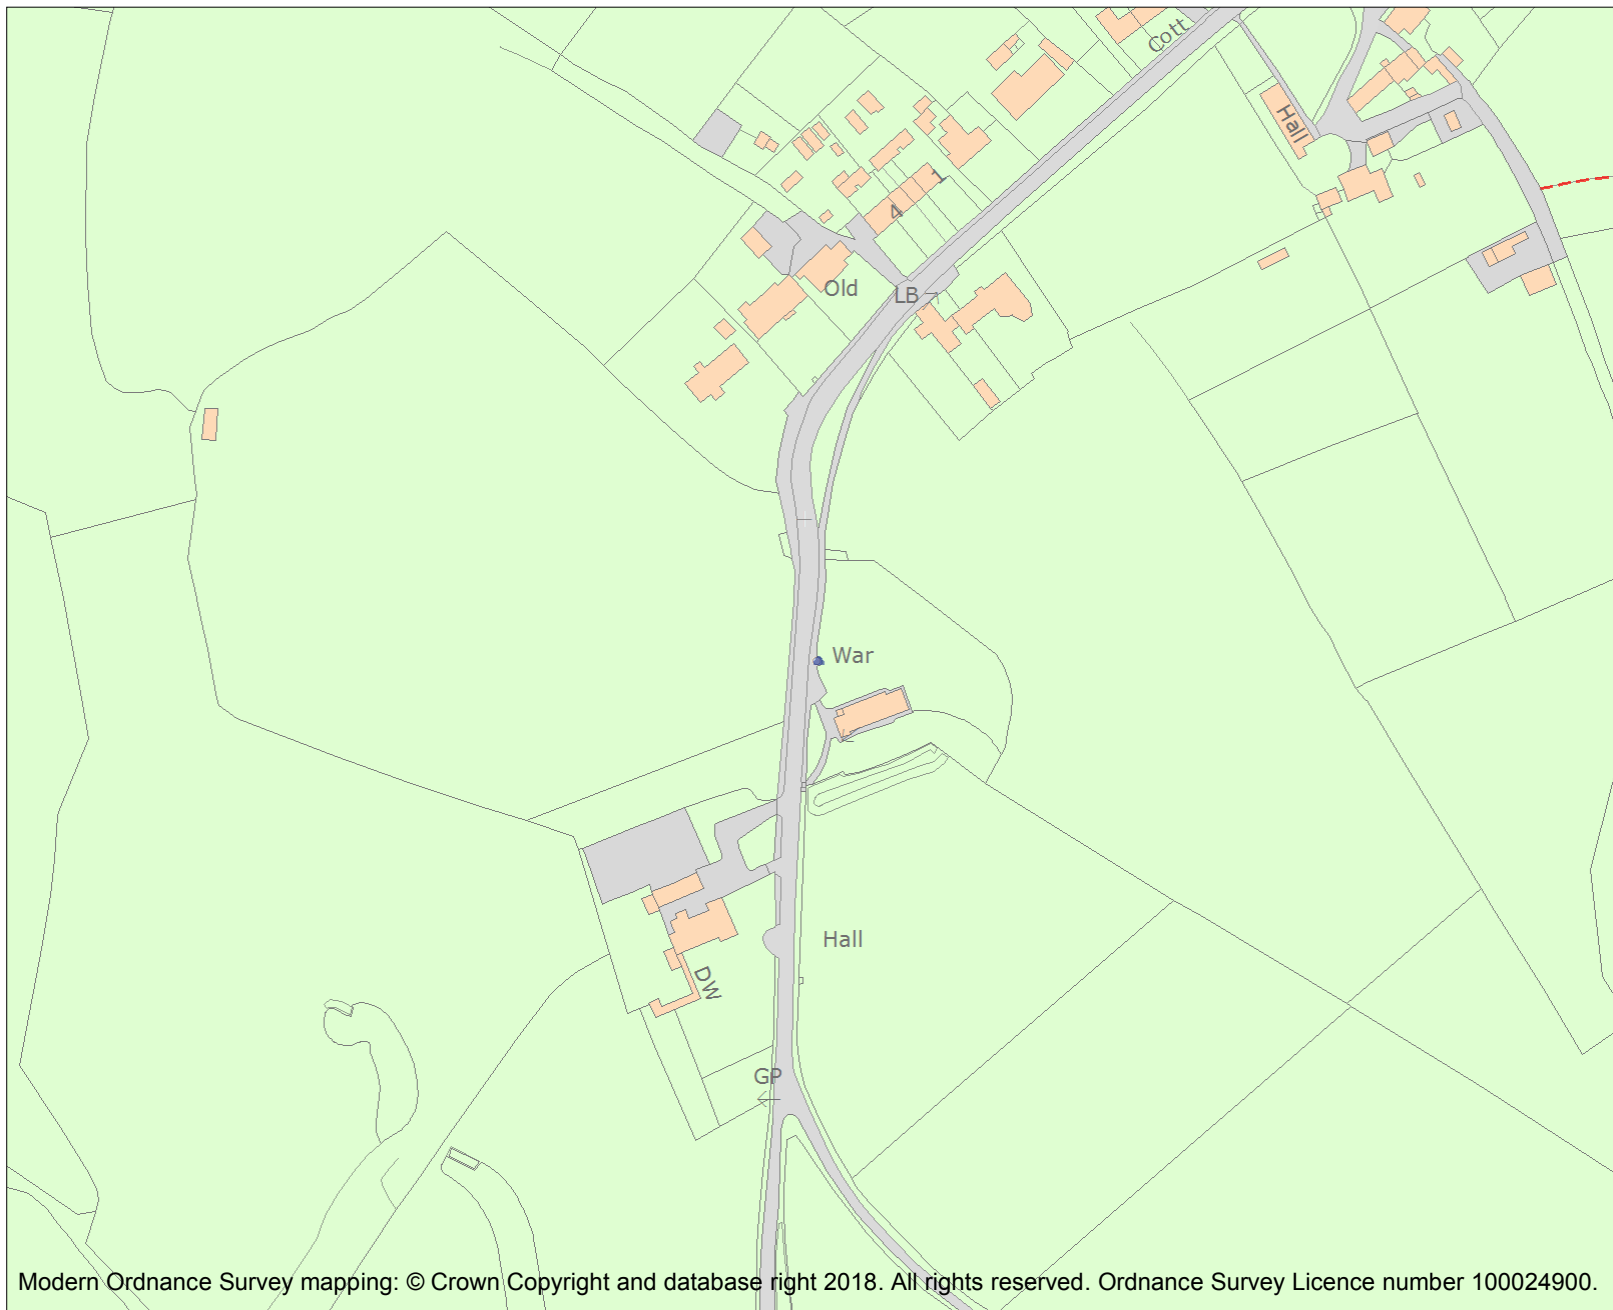 Cott
Hall
1
4
Old
LB
War
Hall
DW
GP
Modern Ordnance Survey mapping: © Crown Copyright and database right 2018. All rights reserved. Ordnance Survey Licence number 100024900.